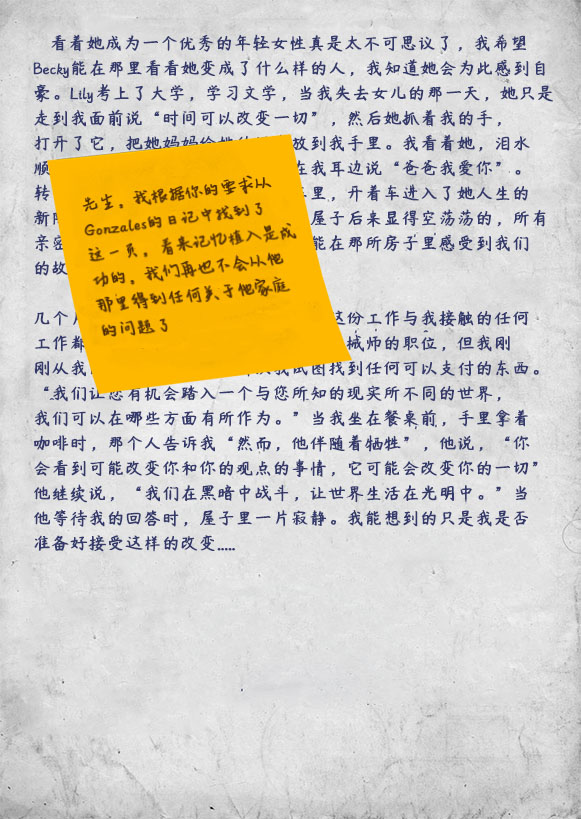 看着她成为一个优秀的年轻女性真是太不可思议了，我希望
Becky能在那里看看她变成了什么样的人，我知道她会为此感到自
豪。Lily考上了大学，学习文学，当我失去女儿的那一天，她只是
走到我面前说“时间可以改变一切”，然后她抓着我的手，
打开了它，把她妈妈给她 放到我手里。我看着她，泪水
顺 在我耳边说“爸爸我爱你”。
转 里，开着车进入了她人生的
新 屋子后来显得空荡荡的，所有
亲 能在那所房子里感受到我们
的故
先生。我根据你的要求从
Gonzales的日记中找到了
这一页。看来记忆植入是成
功的。我们再也不会从他
那里得到任何关于他家庭
的问题了
几个 这份工作与我接触的任何
工作 械师的职位，但我刚
刚从我 我试图找到任何可以支付的东西。
“我们让您有机会踏入一个与您所知的现实所不同的世界，
我们可以在哪些方面有所作为。”当我坐在餐桌前，手里拿着
咖啡时，那个人告诉我“然而，他伴随着牺牲”，他说，“你
会看到可能改变你和你的观点的事情，它可能会改变你的一切”
他继续说，“我们在黑暗中战斗，让世界生活在光明中。”当
他等待我的回答时，屋子里一片寂静。我能想到的只是我是否
准备好接受这样的改变.....